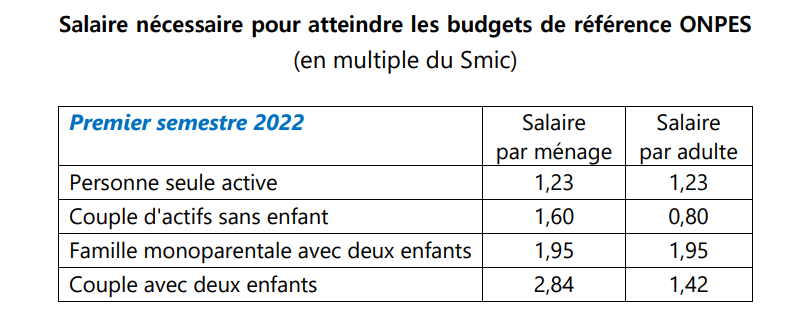 Salaire nécessaire pour atteindre les budgets de référence ONPES
(en multiple du Smic)
Premier semestre 2022 Salaire par ménage Salaire par adulte
Personne seule active 1,23 1,23
Couple d'actifs sans enfant 1,60 0,80
Famille monoparentale avec deux enfants 1,95 1,95
Couple avec deux enfants 2,84 1,42